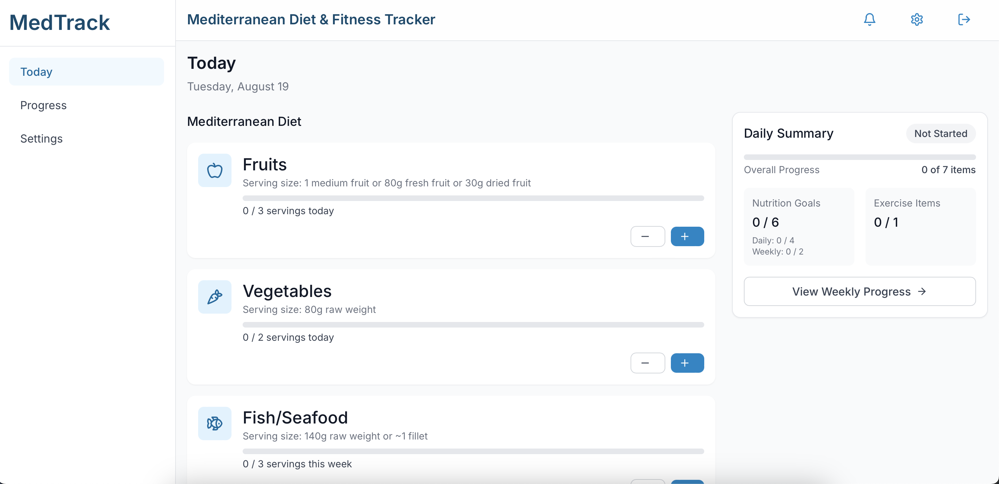 MedTrack
Mediterranean Diet & Fitness Tracker
Today
Progress
Settings
Today
Tuesday, August 19
Mediterranean Diet
Fruits
Serving size: 1 medium fruit or 80g fresh fruit or 30g dried fruit
0 / 3 servings today
Vegetables
Serving size: 80g raw weight
0 / 2 servings today
Fish/Seafood
Serving size: 140g raw weight or ~1 fillet
0 / 3 servings this week
Daily Summary
Not Started
Overall Progress
0 of 7 items
Nutrition Goals
0 / 6
Daily: 0 / 4
Weekly: 0 / 2
Exercise Items
0 / 1
View Weekly Progress →